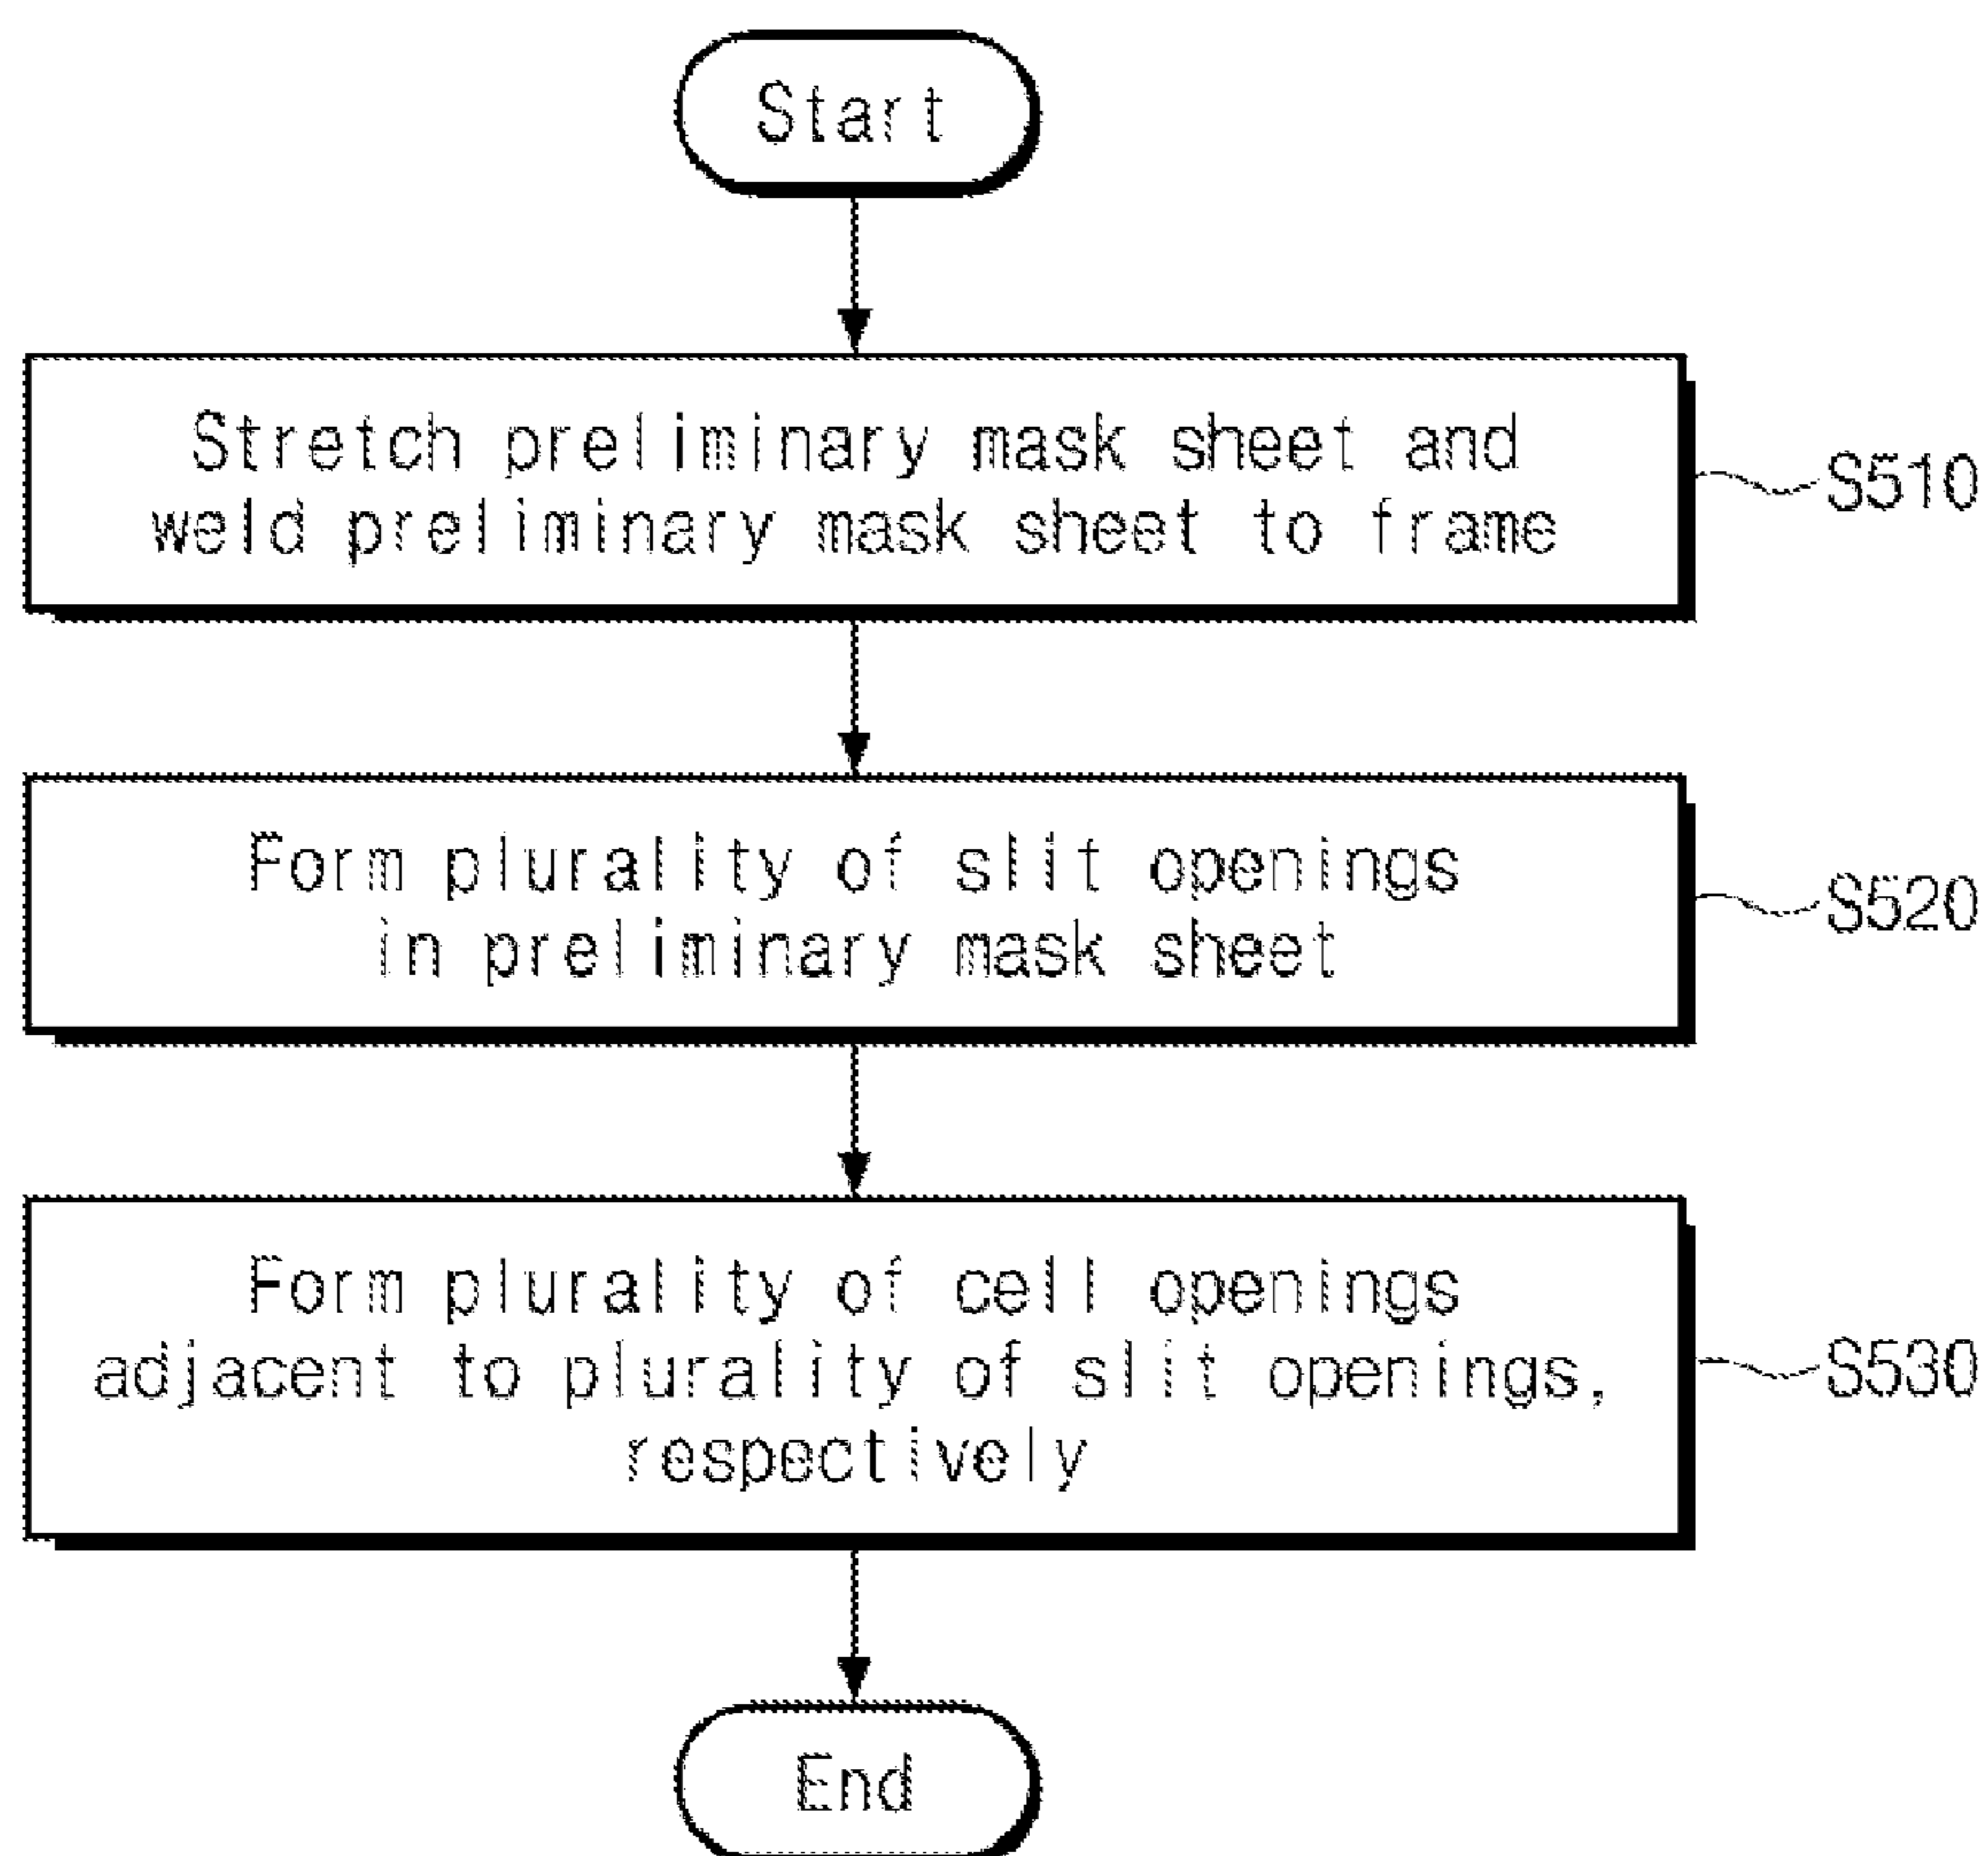 Start
Stretch preliminary mask sheet and
weld preliminary mask sheet to frame
S510
Form plurality of slit openings
in preliminary mask sheet
S520
Form plurality of cell openings
adjacent to plurality of slit openings,
respectively
S530
End